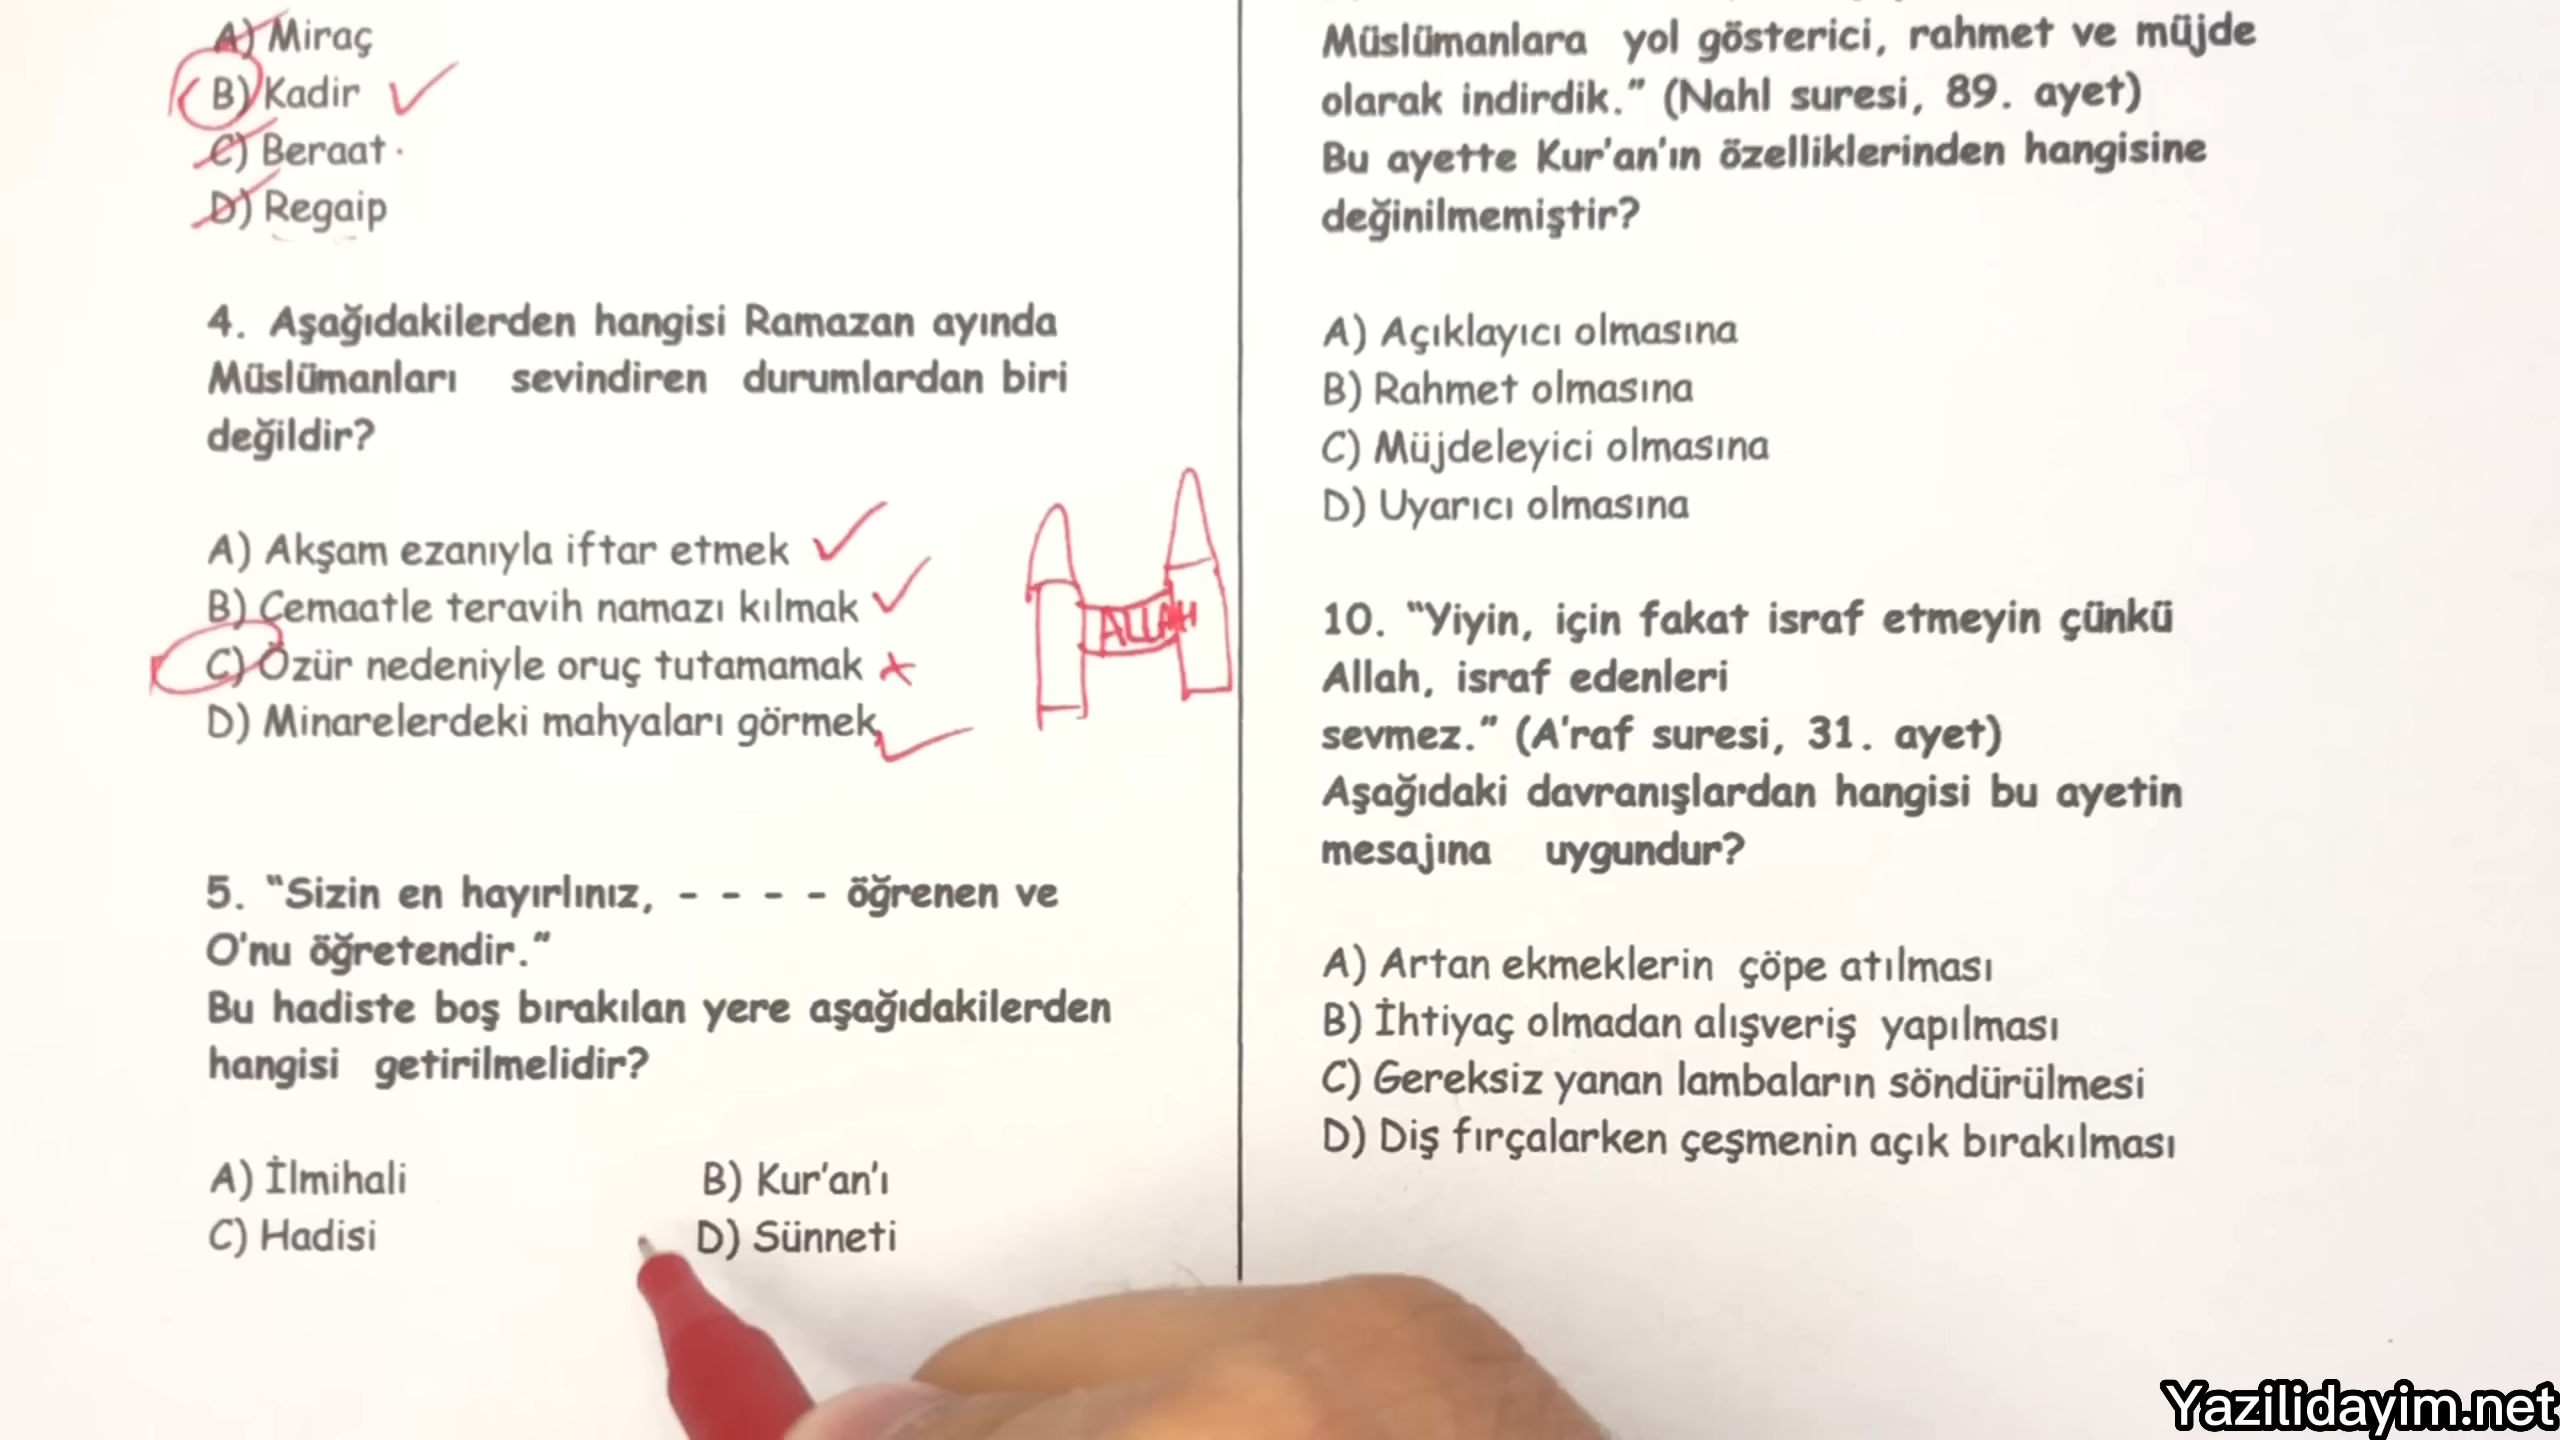 A) Miraç
B) Kadir
C) Beraat
D) Regaip
4. Aşağıdakilerden hangisi Ramazan ayında
Müslümanları sevindiren durumlardan biri
değildir?
A) Akşam ezanıyla iftar etmek
B) Cemaatle teravih namazı kılmak
C) Özür nedeniyle oruç tutamamak
D) Minarelerdeki mahyaları görmek
ALLAH
5. “Sizin en hayırlınız, - - - - öğrenen ve
O’nu öğretendir.”
Bu hadiste boş bırakılan yere aşağıdakilerden
hangisi getirilmelidir?
A) İlmihali
B) Kur’an’ı
C) Hadisi
D) Sünneti
Müslümanlara yol gösterici, rahmet ve müjde
olarak indirdik.” (Nahl suresi, 89. ayet)
Bu ayette Kur’an’ın özelliklerinden hangisine
değinilmemiştir?
A) Açıklayıcı olmasına
B) Rahmet olmasına
C) Müjdeleyici olmasına
D) Uyarıcı olmasına
10. “Yiyin, için fakat israf etmeyin çünkü
Allah, israf edenleri
sevmez.” (A’raf suresi, 31. ayet)
Aşağıdaki davranışlardan hangisi bu ayetin
mesajına uygundur?
A) Artan ekmeklerin çöpe atılması
B) İhtiyaç olmadan alışveriş yapılması
C) Gereksiz yanan lambaların söndürülmesi
D) Diş fırçalarken çeşmenin açık bırakılması
Yazilidayim.net